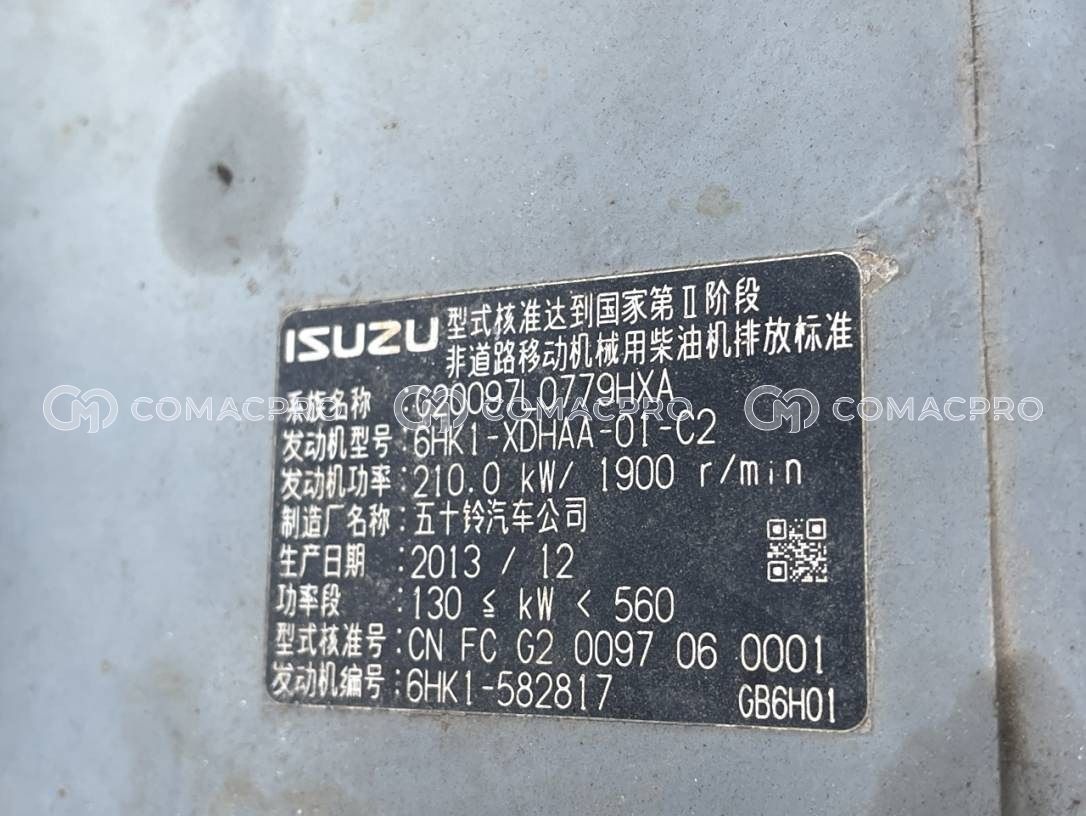 ISUZU
型式核准达到国家第Ⅱ阶段
非道路移动机械用柴油机排放标准
系族名称 :G20097L0779HXA
发动机型号:6HK1-XDHAA-01-C2
发动机功率:210.0 kW/ 1900 r/min
制造厂名称:五十铃汽车公司
生产日期 :2013 / 12
功率段 :130 ≤ kW < 560
型式核准号:CN FC G2 0097 06 0001
发动机编号:6HK1-582817
GB6H01
CM COMACPRO CM COMACPRO CM COMACPRO